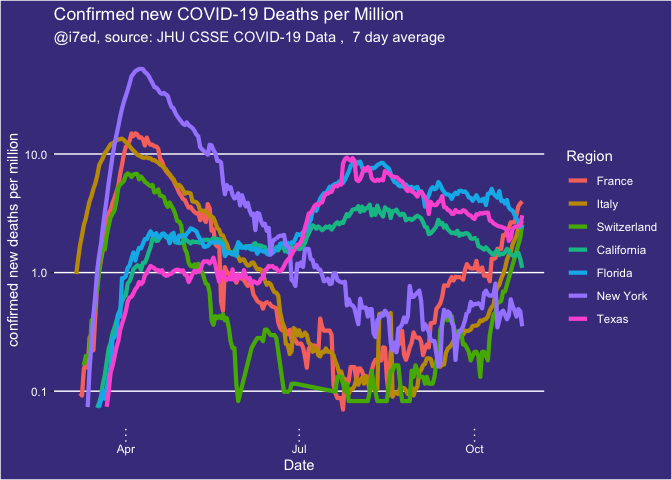 Confirmed new COVID-19 Deaths per Million
@i7ed, source: JHU CSSE COVID-19 Data , 7 day average
confirmed new deaths per million
10.0
1.0
0.1
Apr
Jul
Oct
Date
Region
France
Italy
Switzerland
California
Florida
New York
Texas